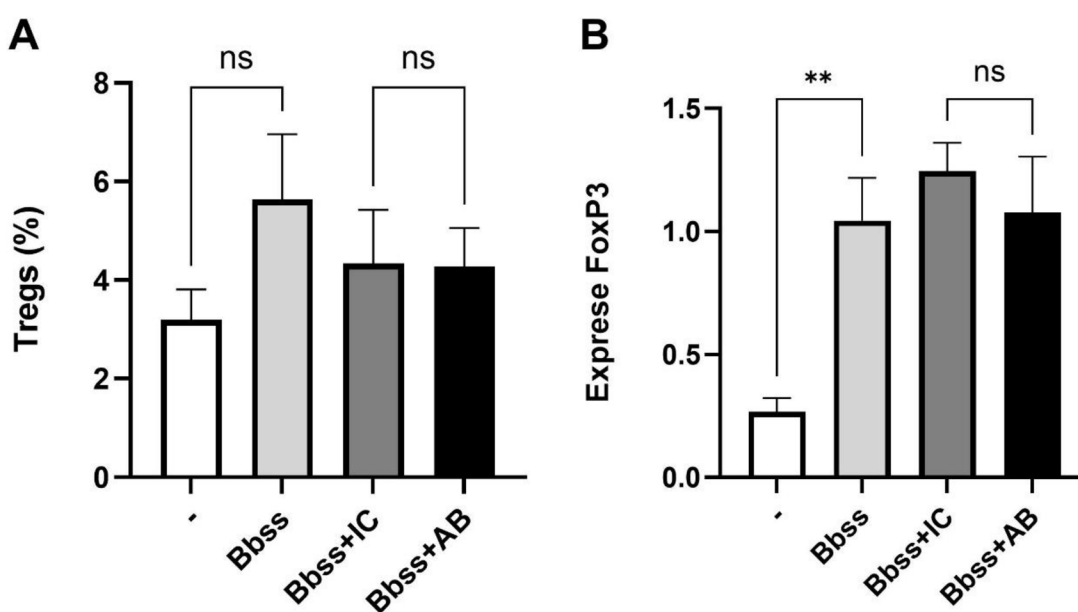 A
ns
ns
Tregs (%)
8
6
4
2
0
-
Bbss
Bbss+IC
Bbss+AB
B
**
ns
Exprese FoxP3
1.5
1.0
0.5
0.0
-
Bbss
Bbss+IC
Bbss+AB